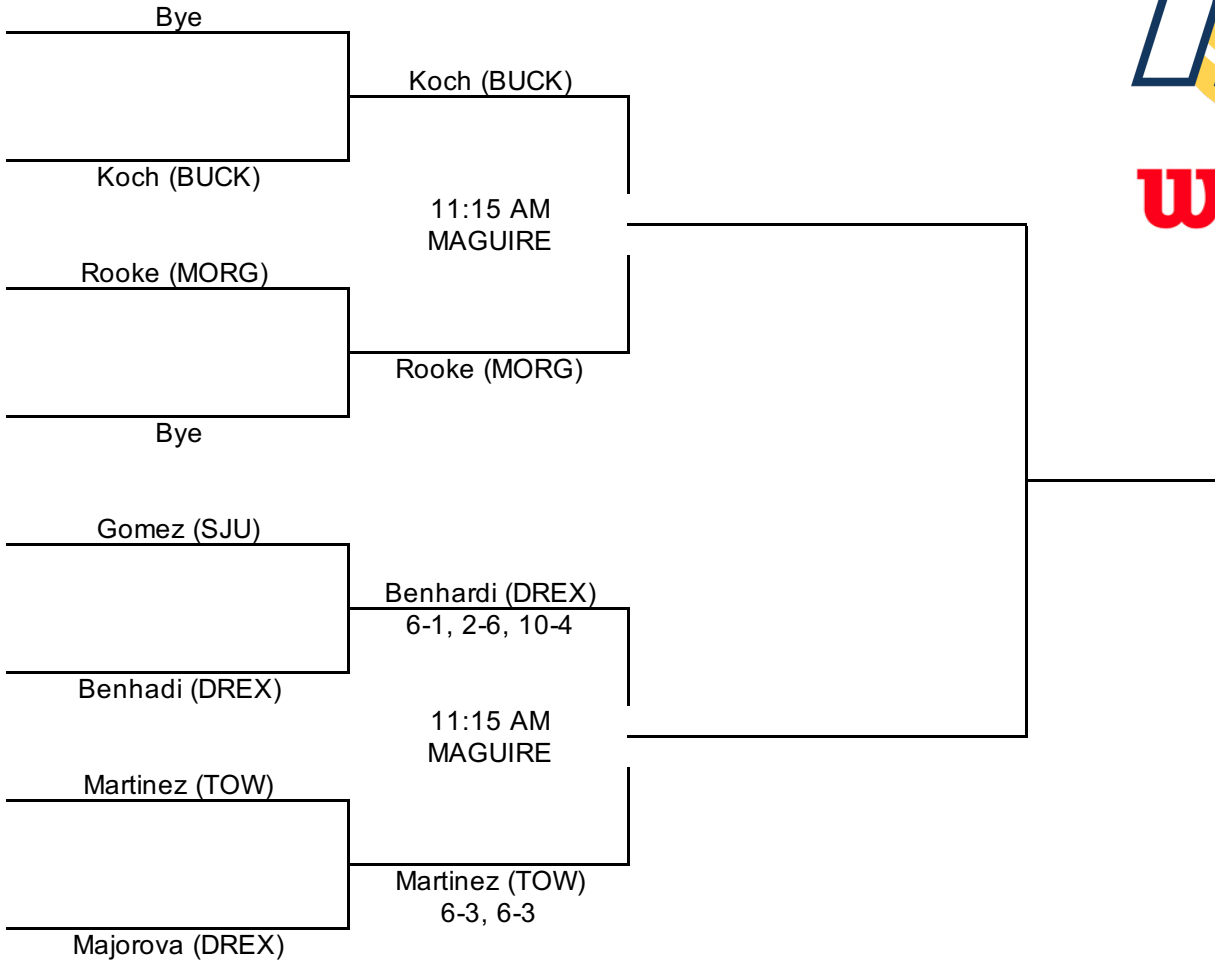 Bye
Koch (BUCK)
Koch (BUCK)
11:15 AM
MAGUIRE
Rooke (MORG)
Rooke (MORG)
Bye
Gomez (SJU)
Benhardi (DREX)
6-1, 2-6, 10-4
Benhadi (DREX)
11:15 AM
MAGUIRE
Martinez (TOW)
Martinez (TOW)
6-3, 6-3
Majorova (DREX)